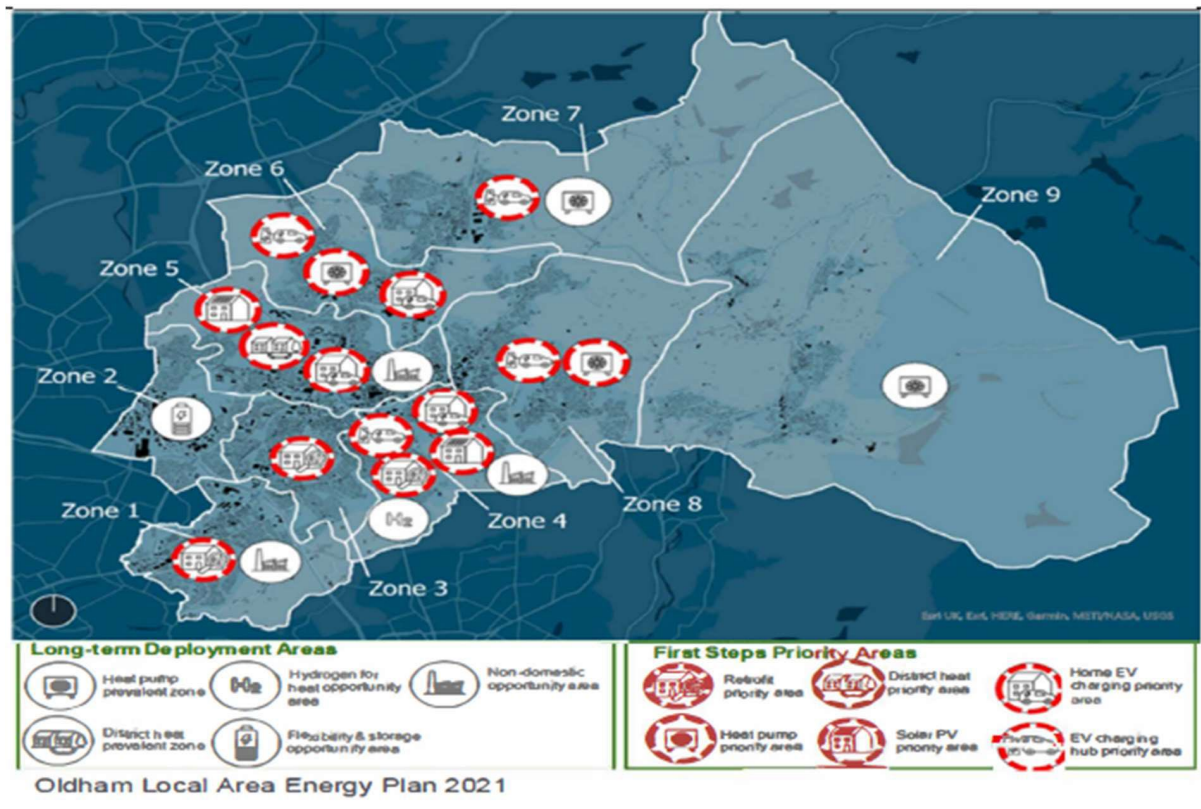 Zone 7
Zone 6
Zone 9
Zone 5
Zone 2
Zone 1
Zone 4
Zone 8
Zone 3
H₂
Esri UK, Esri, HERE, Garmin, METI/NASA, USGS
Long-term Deployment Areas
Heat pump
prevalent zone
H₂
Hydrogen for
heat opportunity
area
Non-domestic
opportunity area
District heat
prevalent zone
Flexibility & storage
opportunity area
First Steps Priority Areas
Retrofit
priority area
District heat
priority area
Home EV
charging priority
area
Heat pump
priority area
Solar PV
priority area
EV charging
hub priority area
Oldham Local Area Energy Plan 2021